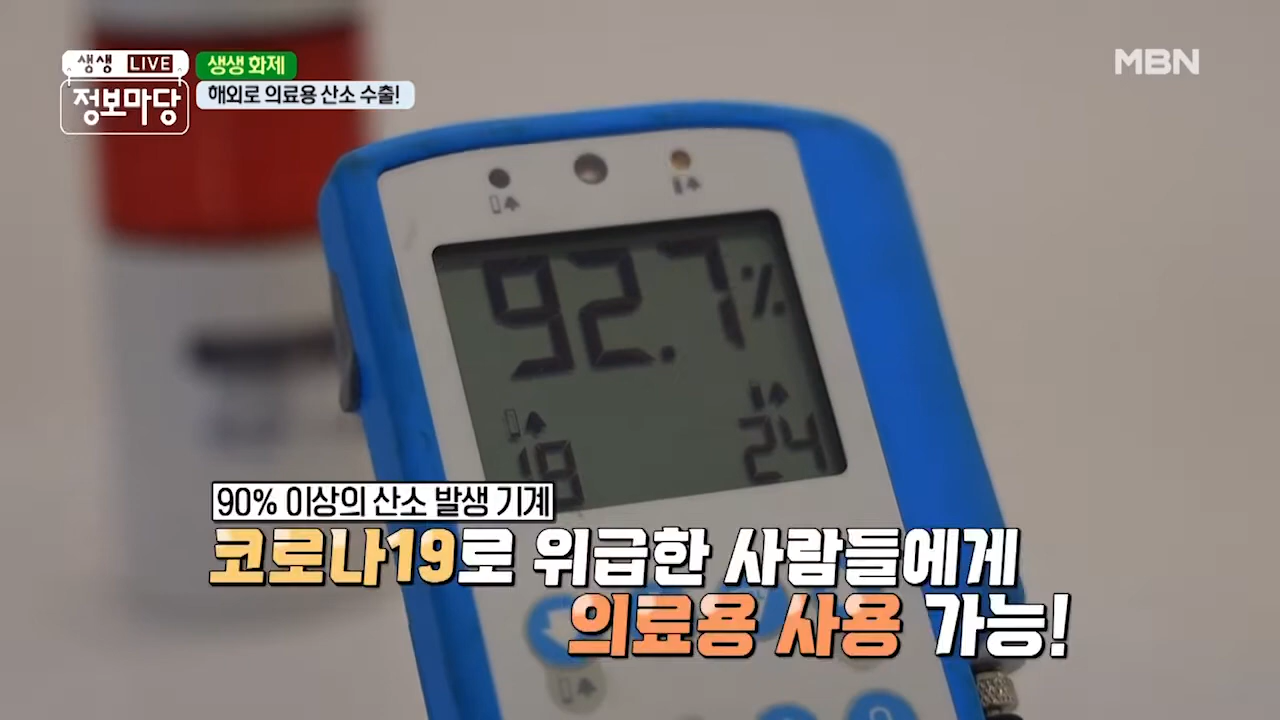 생생 LIVE
정보마당
생생 화제
해외로 의료용 산소 수출!
MBN
92.7%
18
24
90% 이상의 산소 발생 기계
코로나19로 위급한 사람들에게
의료용 사용 가능!